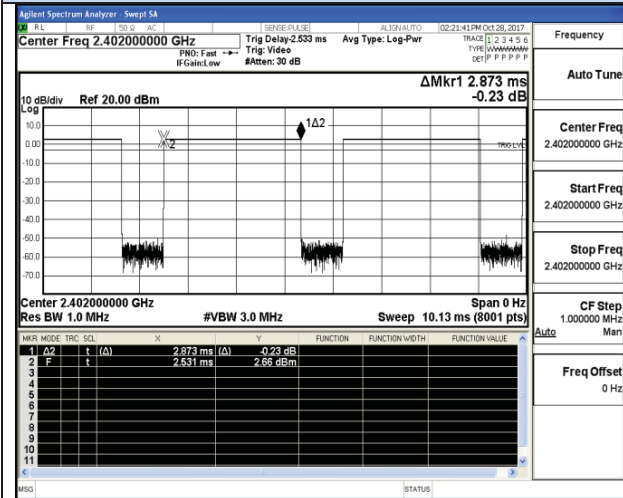 Agilent Spectrum Analyzer - Swept SA
RL RF 50 Ω AC SENSE:PULSE ALIGN AUTO 02:21:41 PM Oct 28, 2017
Center Freq 2.402000000 GHz
Trig Delay-2.533 ms Avg Type: Log-Pwr
TRACE 1 2 3 4 5 6
PNO: Fast Trig: Video
TYPE WWWWWW
IFGain:Low #Atten: 30 dB
DET P P P P P P
ΔMkr1 2.873 ms
-0.23 dB
10 dB/div Ref 20.00 dBm
Log
10.0
0.00
-10.0
-20.0
-30.0
-40.0
-50.0
-60.0
-70.0
1Δ2
2
TRIG LVL
Center 2.402000000 GHz Span 0 Hz
Res BW 1.0 MHz #VBW 3.0 MHz Sweep 10.13 ms (8001 pts)
MKR MODE TRC SCL X Y FUNCTION FUNCTION WIDTH FUNCTION VALUE
1 Δ2 t (Δ) 2.873 ms (Δ) -0.23 dB
2 F t 2.531 ms 2.66 dBm
3
4
5
6
7
8
9
10
11
MSG STATUS
Frequency
Auto Tune
Center Freq
2.402000000 GHz
Start Freq
2.402000000 GHz
Stop Freq
2.402000000 GHz
CF Step
1.000000 MHz
Auto Man
Freq Offset
0 Hz